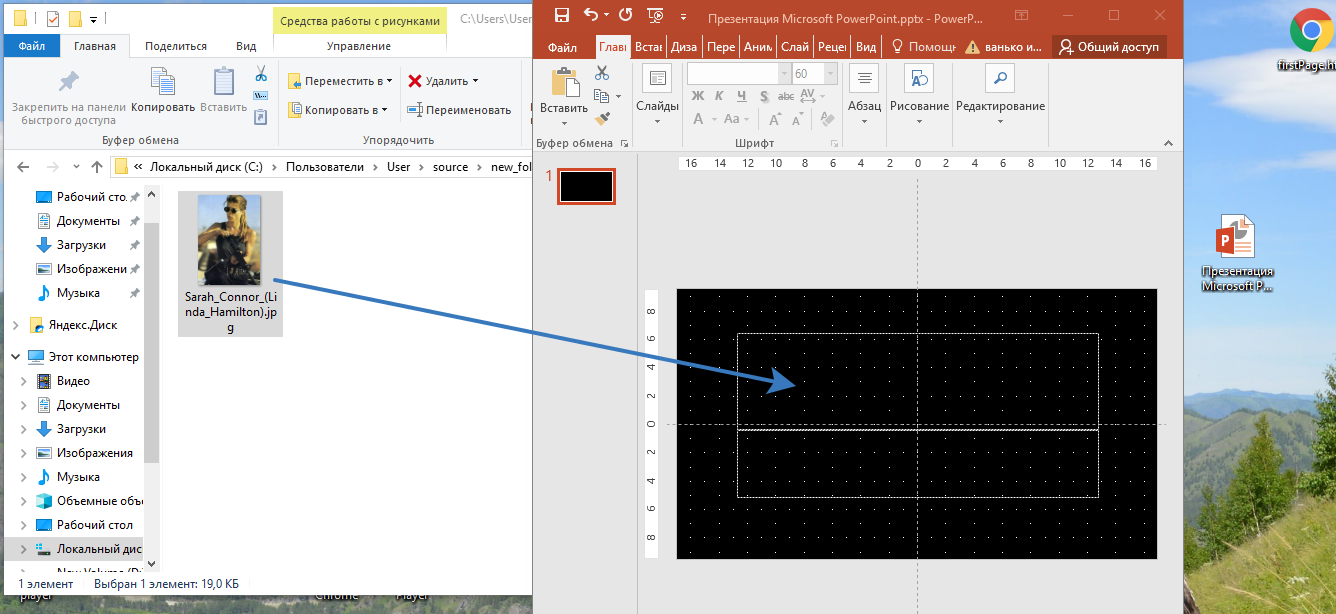 Средства работы с рисунками
C:\Users\User
Файл
Главная
Поделиться
Вид
Управление
Закрепить на панели
быстрого доступа
Копировать
Вставить
Переместить в
Копировать в
Удалить
Переименовать
Буфер обмена
Упорядочить
« Локальный диск (C:) › Пользователи › User › source › new_fol
Рабочий сто.
Документы
Загрузки
Изображени
Музыка
Яндекс.Диск
Этот компьютер
Видео
Документы
Загрузки
Изображения
Музыка
Объемные объ
Рабочий стол
Локальный дис
Sarah_Connor_(Li
nda_Hamilton).jp
g
1 элемент
Выбран 1 элемент: 19,0 КБ
player
Chrome
Player
Презентация Microsoft PowerPoint.pptx - PowerP...
Файл
Главн
Встав
Диза
Пере
Аним
Слай
Рецен
Вид
Помощь
ванько и...
Общий доступ
Вставить
Слайды
60
Ж К Ч S abc AV
A Aa A A
Абзац
Рисование
Редактирование
Буфер обмена
Шрифт
1
16 14 12 10 8 6 4 2 0 2 4 6 8 10 12 14 16
8
6
4
2
0
2
4
6
8
firstPage.ht
P
Презентация
Microsoft P...